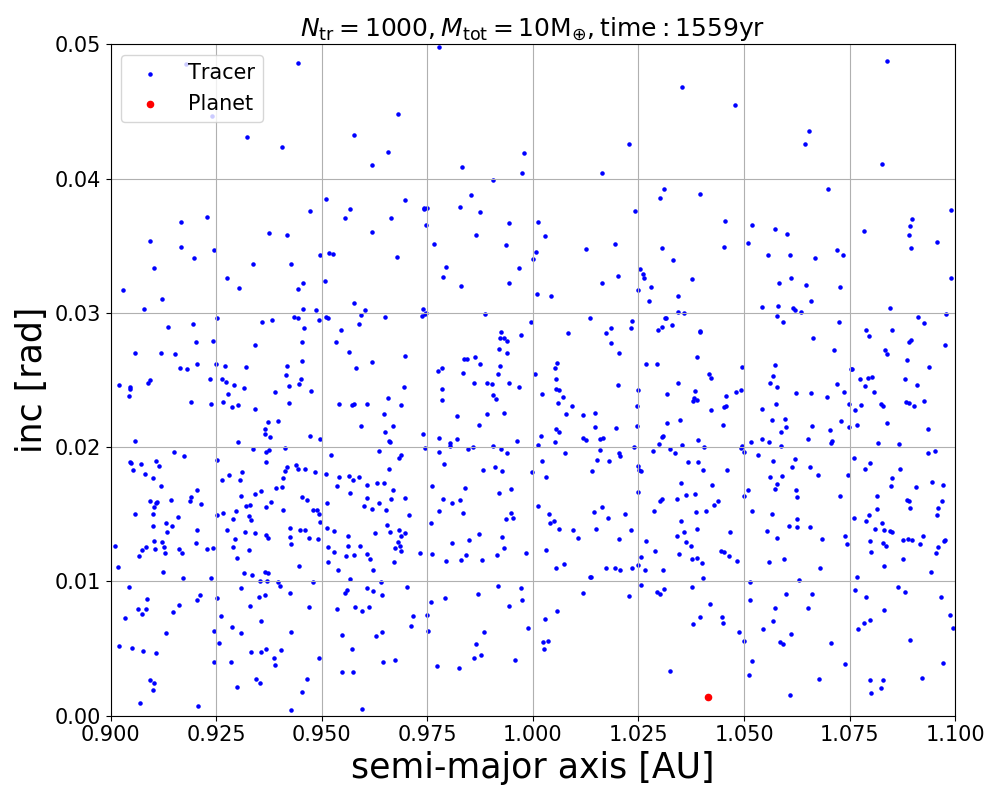 N_tr = 1000, M_tot = 10M_⊕, time : 1559yr
0.05
Tracer
Planet
0.04
0.03
inc [rad]
0.02
0.01
0.00
0.900 0.925 0.950 0.975 1.000 1.025 1.050 1.075 1.100
semi-major axis [AU]